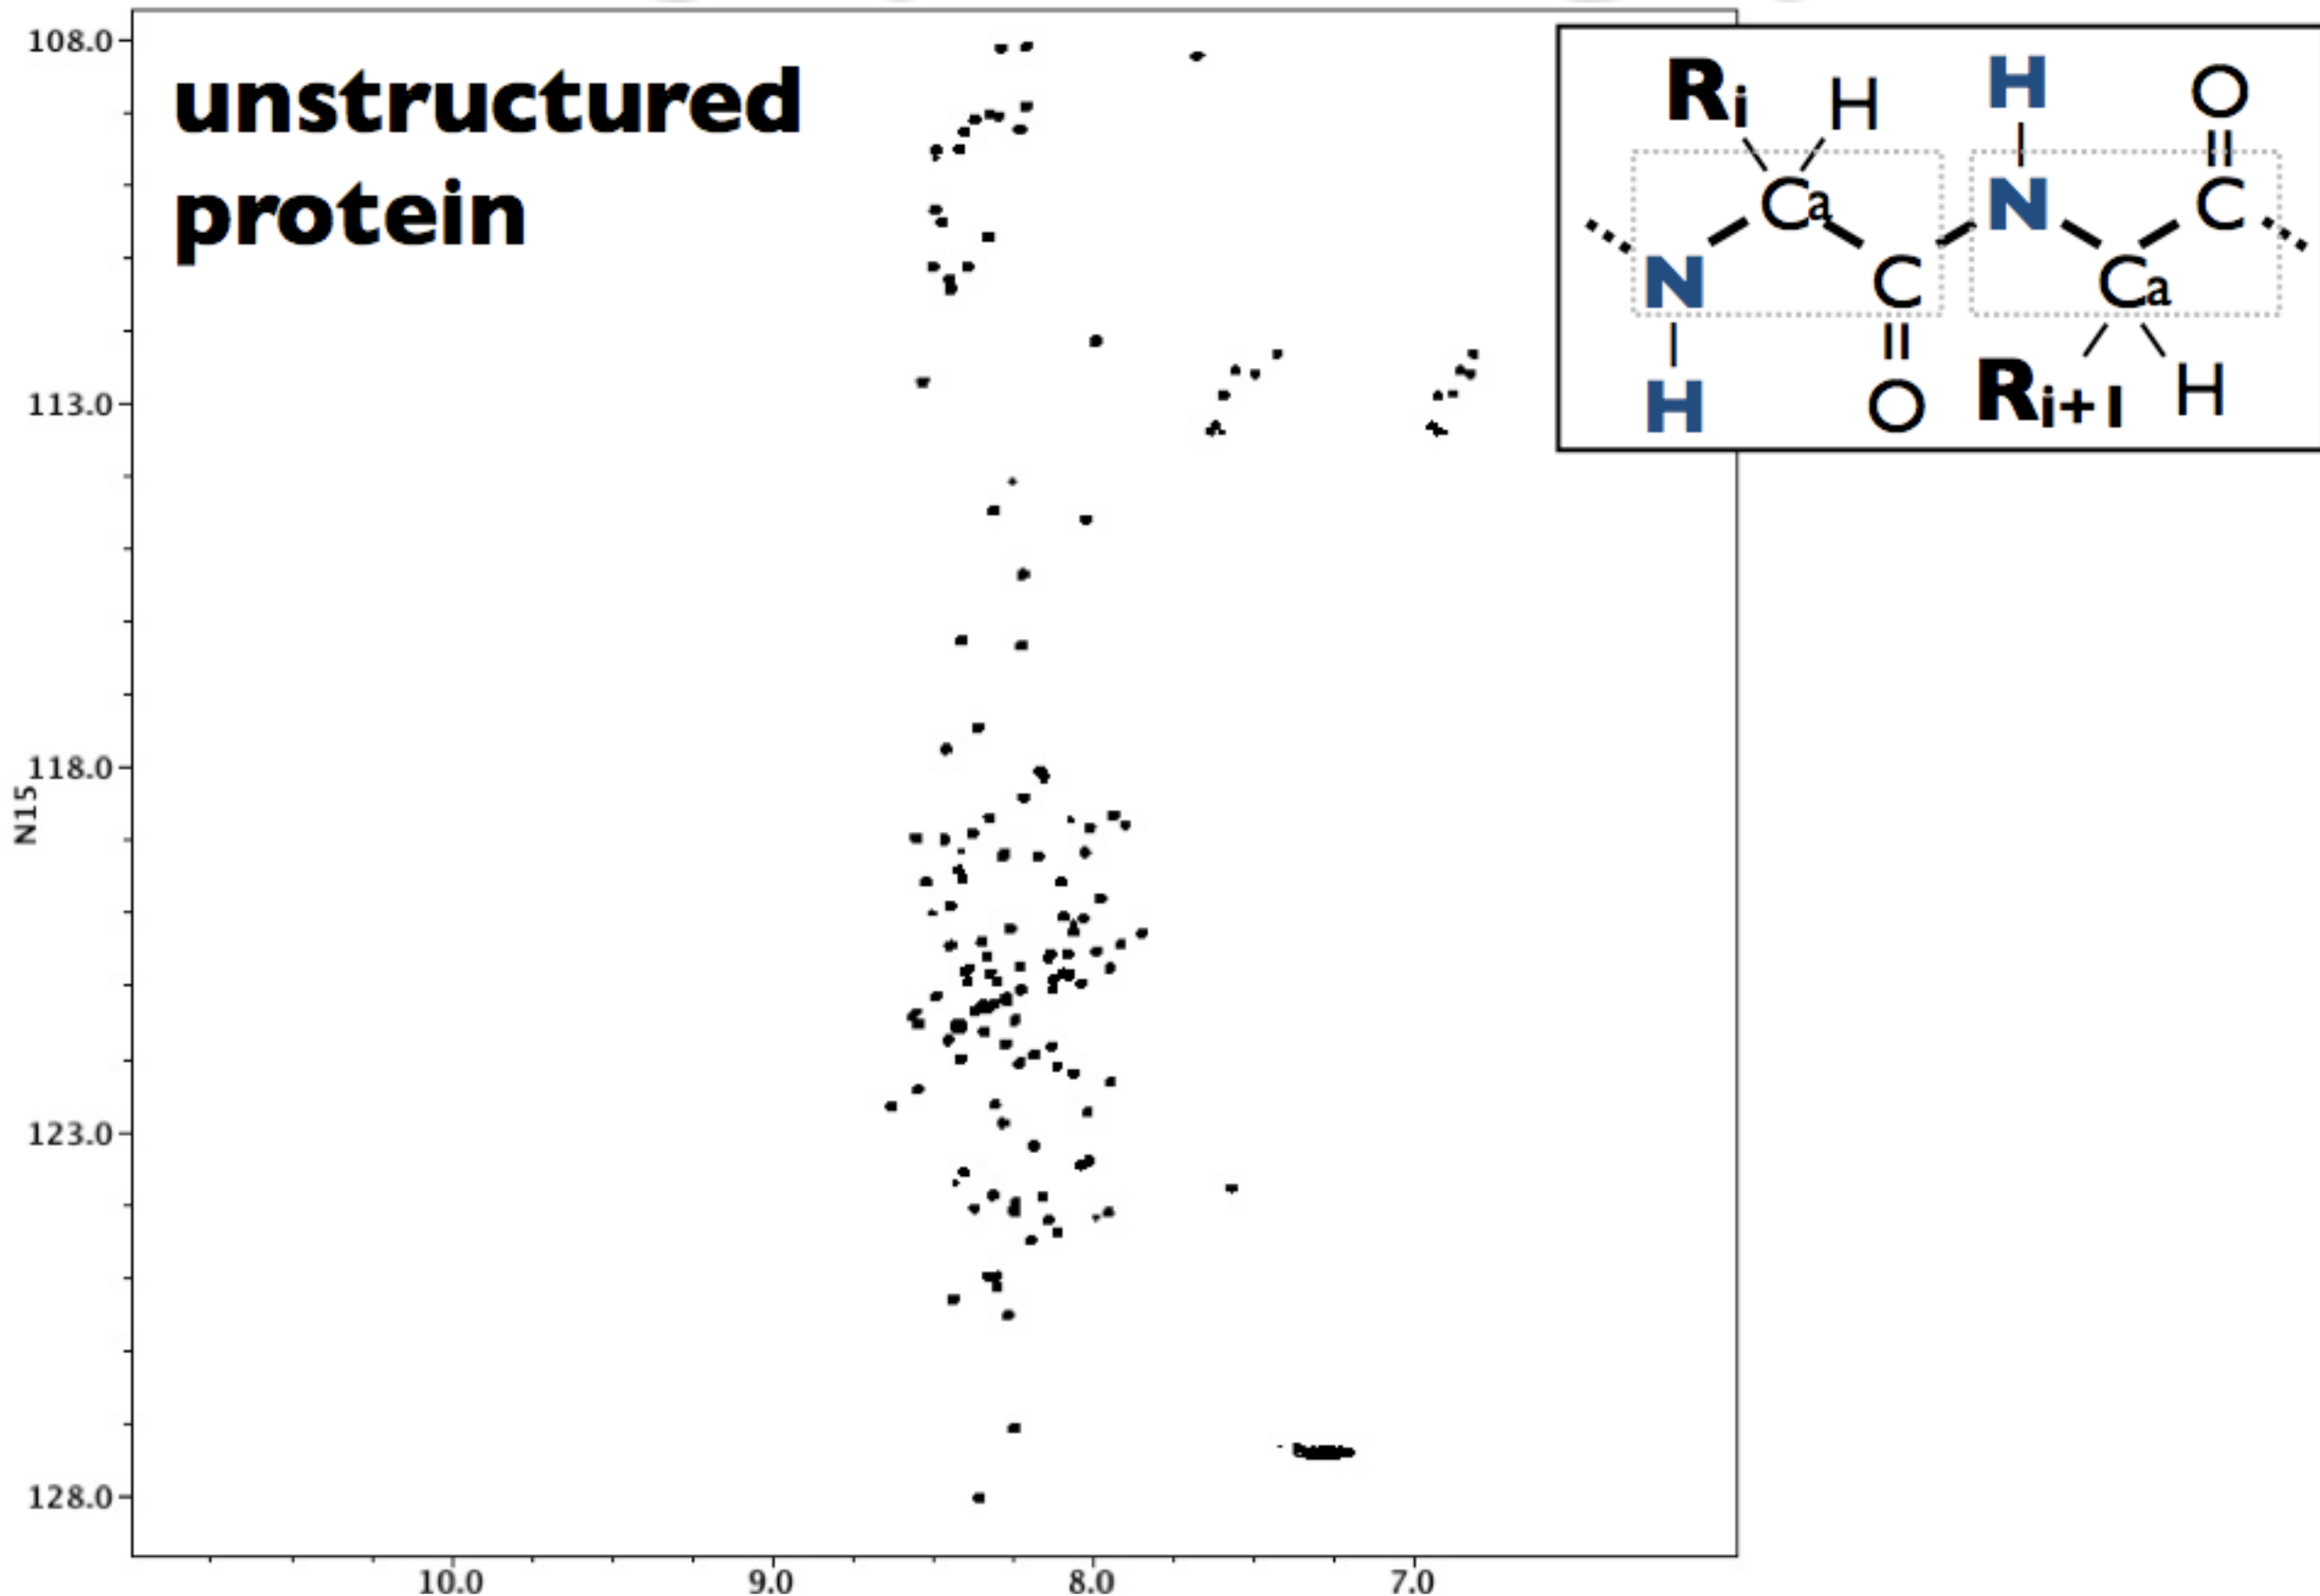 unstructured
protein
108.0
113.0
118.0
123.0
128.0
N15
10.0 9.0 8.0 7.0
Ri H H O
Ca N C
N C Ca
H O Ri+1 H